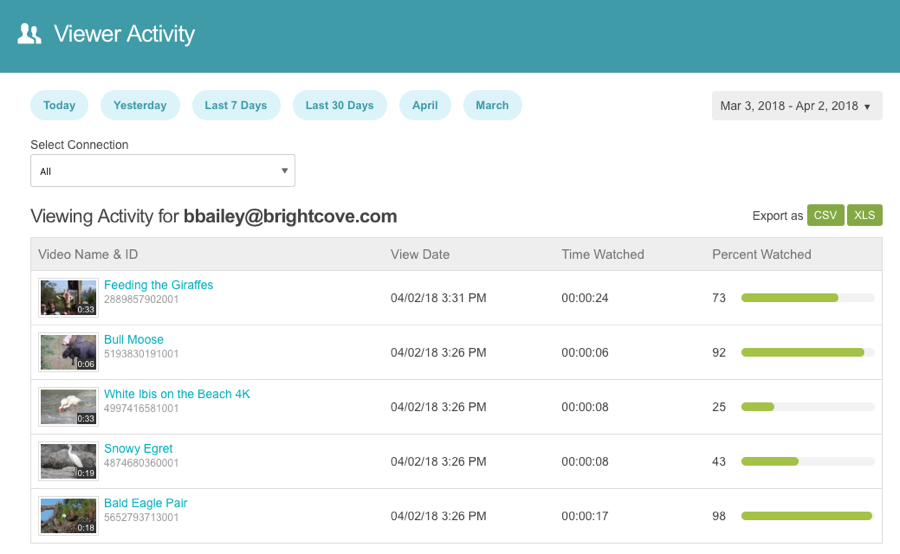 Viewer Activity
Today Yesterday Last 7 Days Last 30 Days April March Mar 3, 2018 - Apr 2, 2018 ▼
Select Connection
All
Viewing Activity for bbailey@brightcove.com Export as CSV XLS
Video Name & ID View Date Time Watched Percent Watched
Feeding the Giraffes
2889857902001 04/02/18 3:31 PM 00:00:24 73
0:33
Bull Moose
5193830191001 04/02/18 3:26 PM 00:00:06 92
0:06
White Ibis on the Beach 4K
4997416581001 04/02/18 3:26 PM 00:00:08 25
0:33
Snowy Egret
4874680360001 04/02/18 3:26 PM 00:00:08 43
0:19
Bald Eagle Pair
5652793713001 04/02/18 3:26 PM 00:00:17 98
0:18